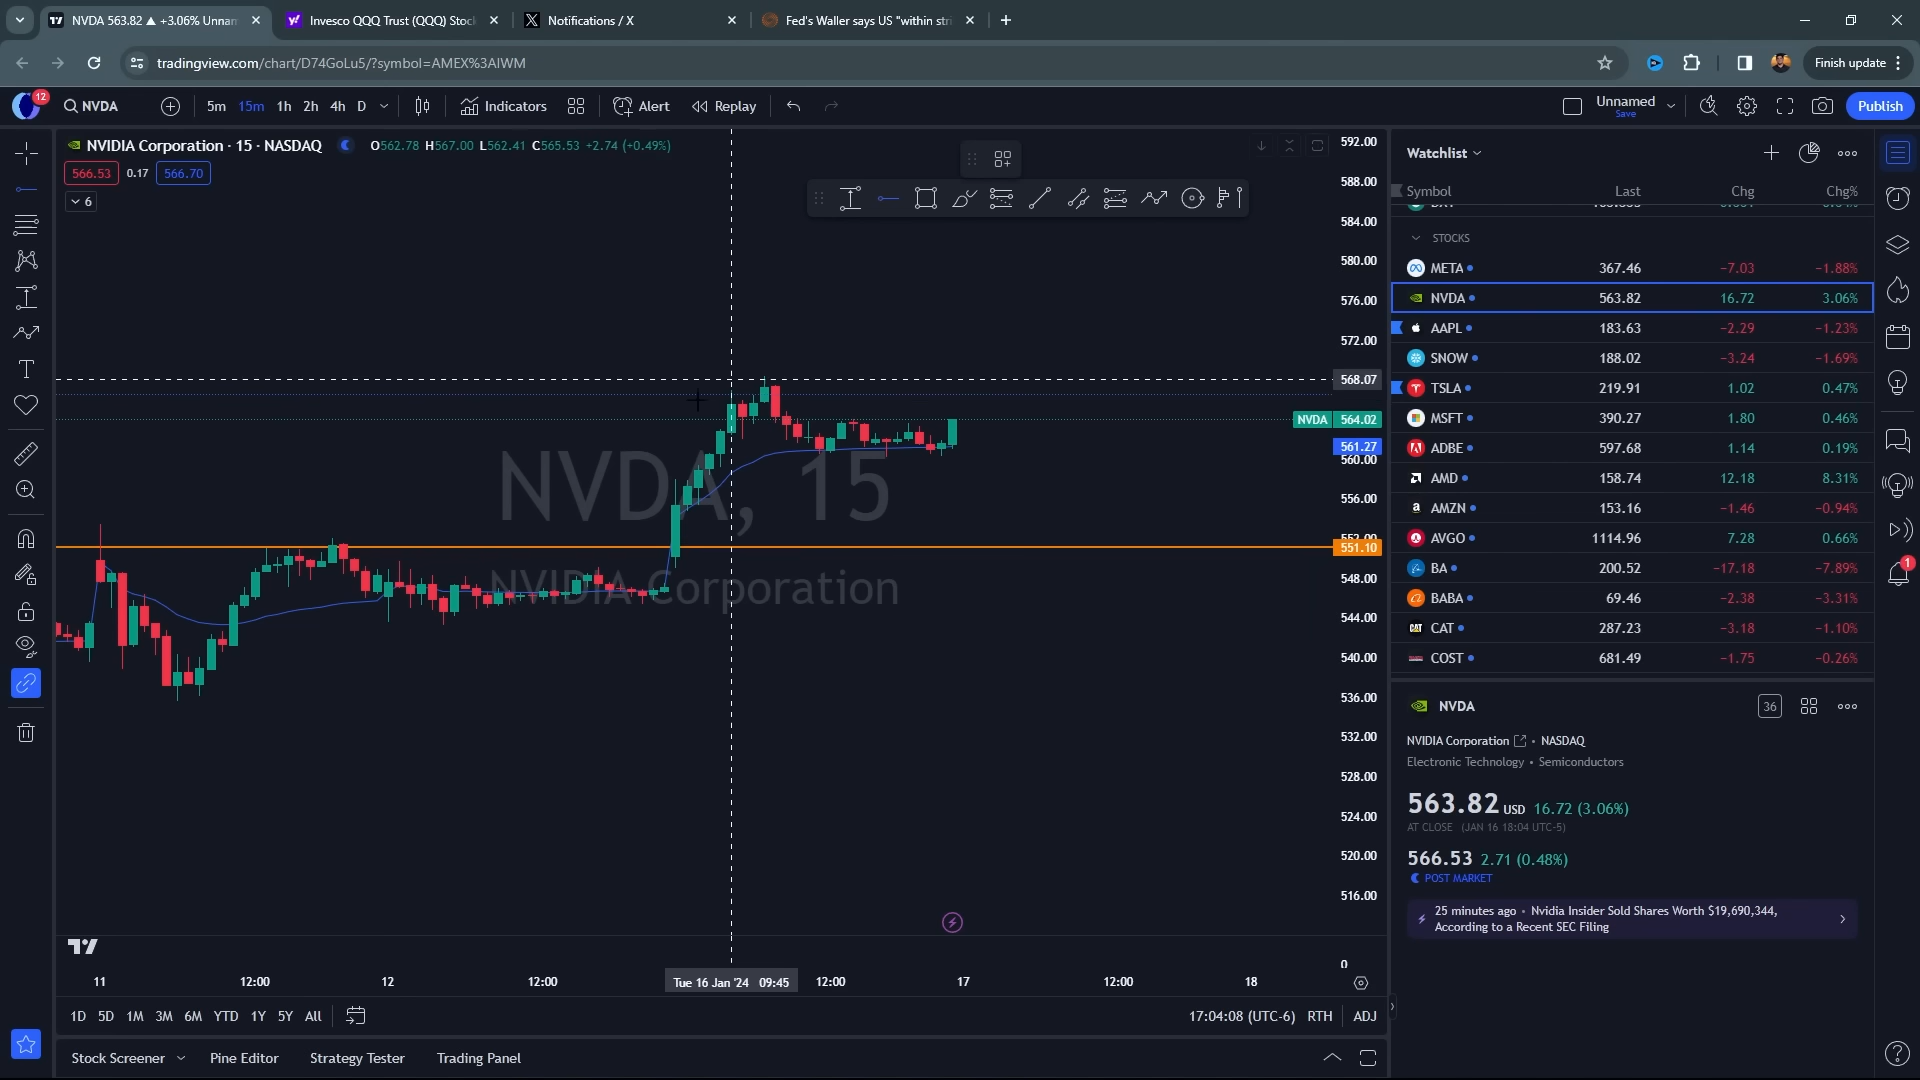 NVDA 563.82 ▲ +3.06% Unnam
Invesco QQQ Trust (QQQ) Stoc
Notifications / X
Fed's Waller says US "within stri
tradingview.com/chart/D74GoLu5/?symbol=AMEX%3AIWM
Finish update
12
NVDA
5m
15m
1h
2h
4h
D
Indicators
Alert
Replay
Unnamed
Save
Publish
NVIDIA Corporation · 15 · NASDAQ
O562.78 H567.00 L562.41 C565.53 +2.74 (+0.49%)
566.53
0.17
566.70
6
592.00
588.00
584.00
580.00
576.00
572.00
568.07
NVDA 564.02
561.27
560.00
556.00
551.10
548.00
544.00
540.00
536.00
532.00
528.00
524.00
520.00
516.00
0
NVDA, 15
NVIDIA Corporation
11
12:00
12
12:00
Tue 16 Jan '24 09:45
12:00
17
12:00
18
1D
5D
1M
3M
6M
YTD
1Y
5Y
All
17:04:08 (UTC-6)
RTH
ADJ
Stock Screener
Pine Editor
Strategy Tester
Trading Panel
Watchlist
Symbol Last Chg Chg%
STOCKS
META 367.46 −7.03 −1.88%
NVDA 563.82 16.72 3.06%
AAPL 183.63 −2.29 −1.23%
SNOW 188.02 −3.24 −1.69%
TSLA 219.91 1.02 0.47%
MSFT 390.27 1.80 0.46%
ADBE 597.68 1.14 0.19%
AMD 158.74 12.18 8.31%
AMZN 153.16 −1.46 −0.94%
AVGO 1114.96 7.28 0.66%
BA 200.52 −17.18 −7.89%
BABA 69.46 −2.38 −3.31%
CAT 287.23 −3.18 −1.10%
COST 681.49 −1.75 −0.26%
NVDA
36
NVIDIA Corporation • NASDAQ
Electronic Technology • Semiconductors
563.82 USD 16.72 (3.06%)
AT CLOSE (JAN 16 18:04 UTC-5)
566.53 2.71 (0.48%)
POST MARKET
25 minutes ago • Nvidia Insider Sold Shares Worth $19,690,344,
According to a Recent SEC Filing
1